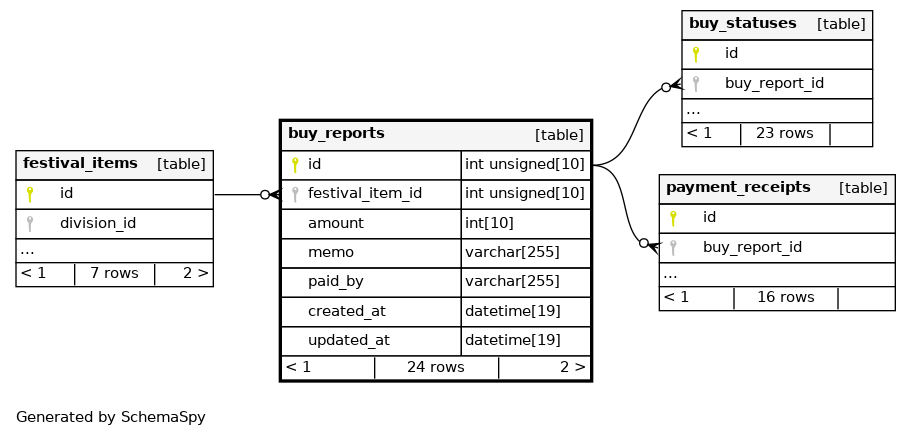 buy_statuses [table]
id
buy_report_id
...
< 1 23 rows
buy_reports [table]
id int unsigned[10]
festival_item_id int unsigned[10]
amount int[10]
memo varchar[255]
paid_by varchar[255]
created_at datetime[19]
updated_at datetime[19]
< 1 24 rows 2 >
festival_items [table]
id
division_id
...
< 1 7 rows 2 >
payment_receipts [table]
id
buy_report_id
...
< 1 16 rows
Generated by SchemaSpy